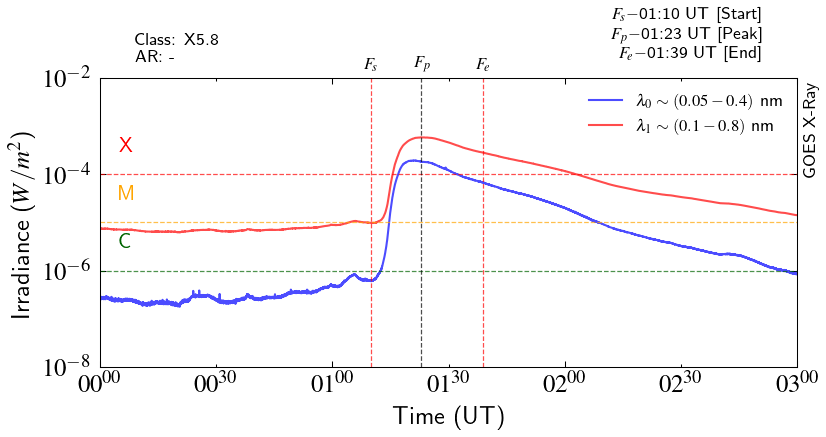 Class: X5.8
AR: -
F_s−01:10 UT [Start]
F_p−01:23 UT [Peak]
F_e−01:39 UT [End]
F_s
F_p
F_e
10^−2
10^−4
10^−6
10^−8
Irradiance (W/m²)
X
M
C
λ₀ ∼ (0.05 − 0.4) nm
λ₁ ∼ (0.1 − 0.8) nm
GOES X-Ray
00^00
00^30
01^00
01^30
02^00
02^30
03^00
Time (UT)